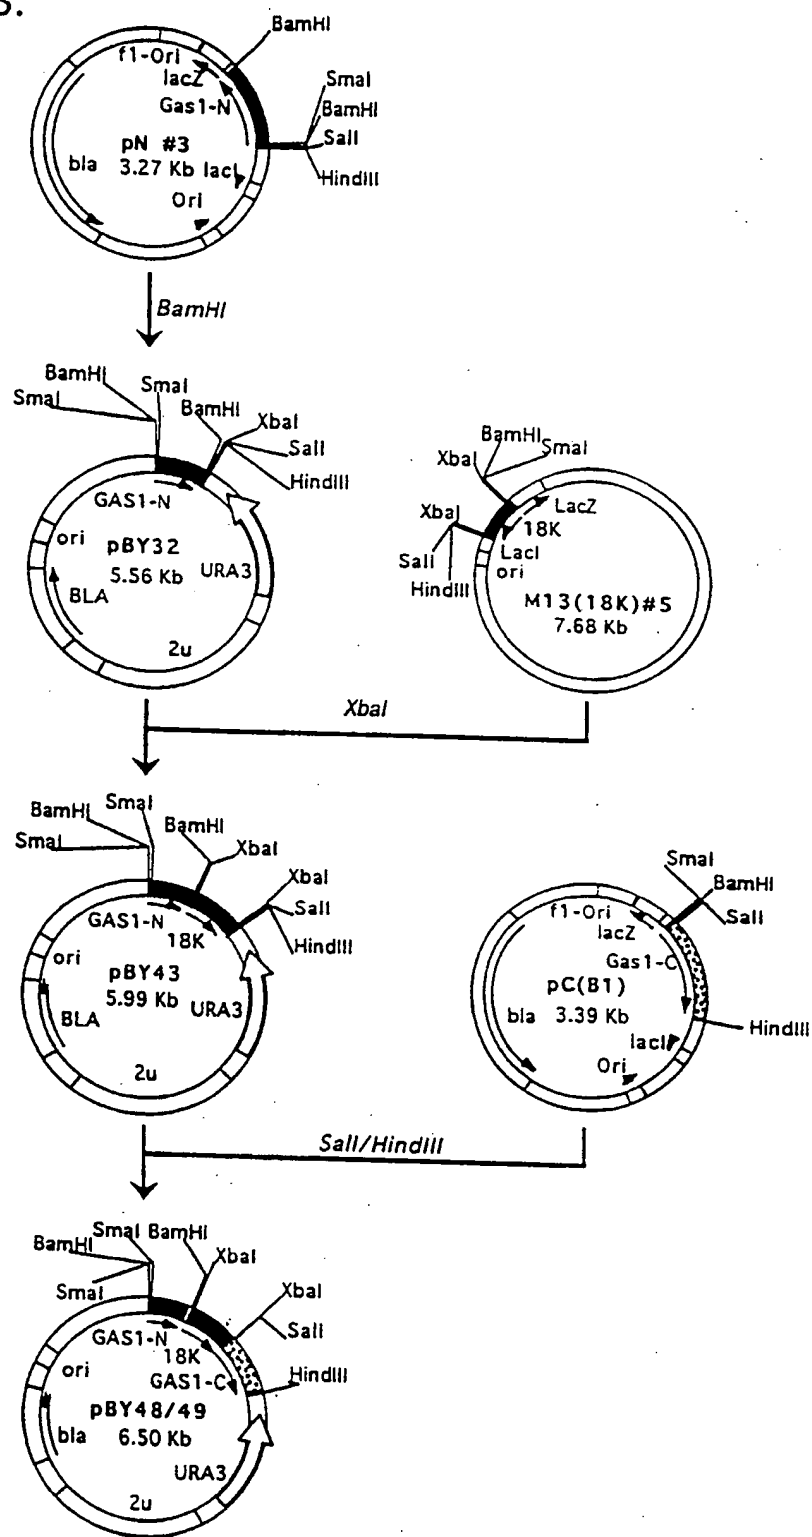 B.
BamHI
f1-Ori
lacZ
SmaI
Gas1-N
BamHI
pN #3
SalI
bla
3.27 Kb
lacI
HindIII
Ori
BamHI
BamHI
SmaI
SmaI
BamHI
XbaI
SalI
HindIII
GAS1-N
ori
pBY32
5.56 Kb
URA3
BLA
2u
BamHI
SmaI
XbaI
XbaI
LacZ
18K
SalI
LacI
HindIII
ori
M13(18K)#5
7.68 Kb
XbaI
SmaI
BamHI
BamHI
SmaI
XbaI
XbaI
SalI
HindIII
GAS1-N
18K
ori
pBY43
5.99 Kb
URA3
BLA
2u
SmaI
BamHI
SalI
f1-Ori
lacZ
Gas1-C
pC(B1)
bla
3.39 Kb
HindIII
lacI
Ori
SalI/HindIII
SmaI
BamHI
BamHI
XbaI
SmaI
XbaI
SalI
GAS1-N
18K
HindIII
ori
GAS1-C
pBY48/49
bla
6.50 Kb
URA3
2u